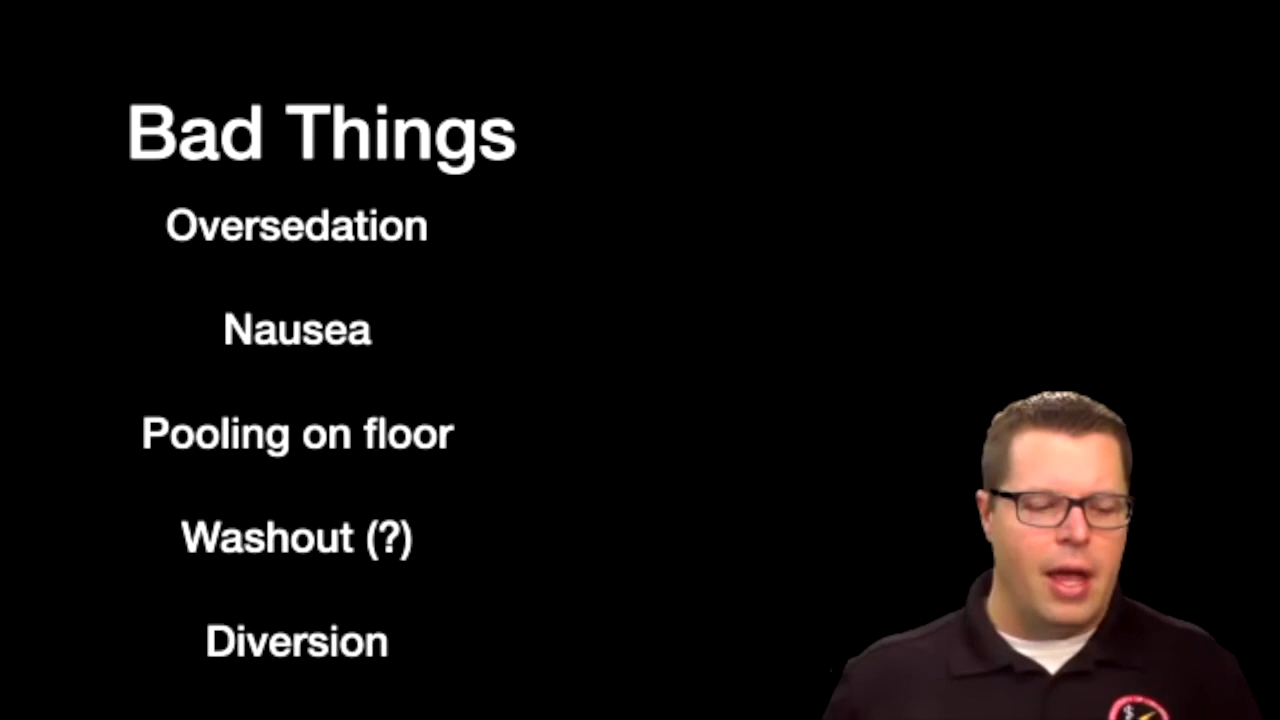 Bad Things
Oversedation
Nausea
Pooling on floor
Washout (?)
Diversion